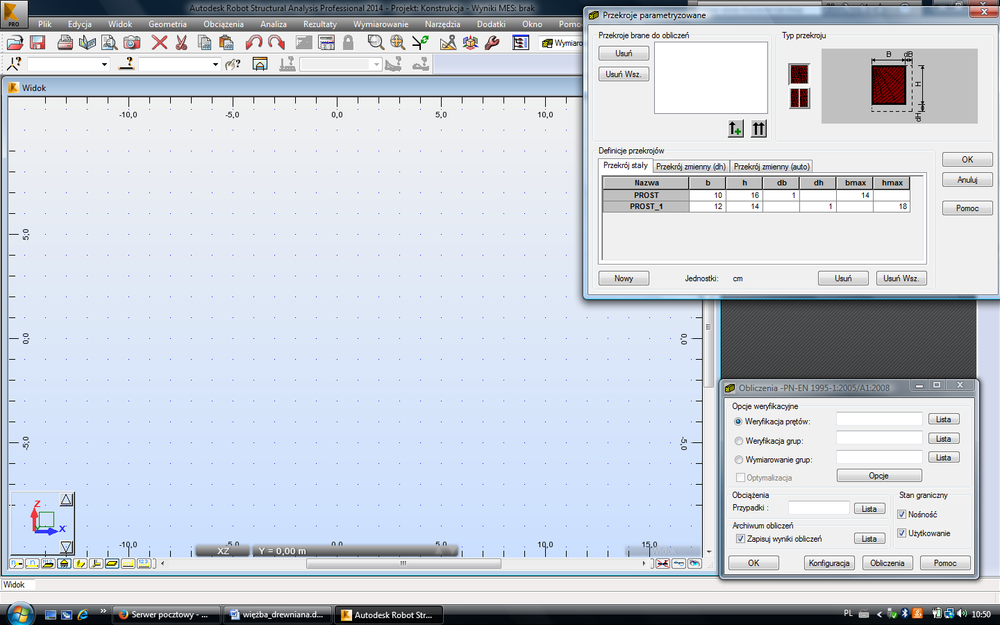 Autodesk Robot Structural Analysis Professional 2014 - Projekt: Konstrukcja - Wyniki MES: brak
PRO
Plik Edycja Widok Geometria Obciążenia Analiza Rezultaty Wymiarowanie Narzędzia Dodatki Okno Pomoc
Wymiaro
Widok
-10,0 -5,0 0,0 5,0 10,0
5,0
0,0 0,0
-5,0 -5,0
Z
X
-10,0 -5,0 0,0 5,0 10,0 15,0
XZ Y = 0,00 m
Widok
Przekroje parametryzowane
Przekroje brane do obliczeń
Usuń
Usuń Wsz.
Typ przekroju
B dB
H
dH
Definicje przekrojów
Przekrój stały Przekrój zmienny (dh) Przekrój zmienny (auto)
Nazwa b h db dh bmax hmax
PROST 10 16 1 14
PROST_1 12 14 1 18
Nowy Jednostki: cm Usuń Usuń Wsz.
OK
Anuluj
Pomoc
Obliczenia -PN-EN 1995-1:2005/A1:2008
Opcje weryfikacyjne
Weryfikacja prętów: Lista
Weryfikacja grup: Lista
Wymiarowanie grup: Lista
Optymalizacja Opcje
Obciążenia
Przypadki : Lista
Stan graniczny
Nośność
Użytkowanie
Archiwum obliczeń
Zapisuj wyniki obliczeń Lista
OK Konfiguracja Obliczenia Pomoc
Widok
Serwer pocztowy - ... więźba_drewniana.d... Autodesk Robot Str...
PL 10:50